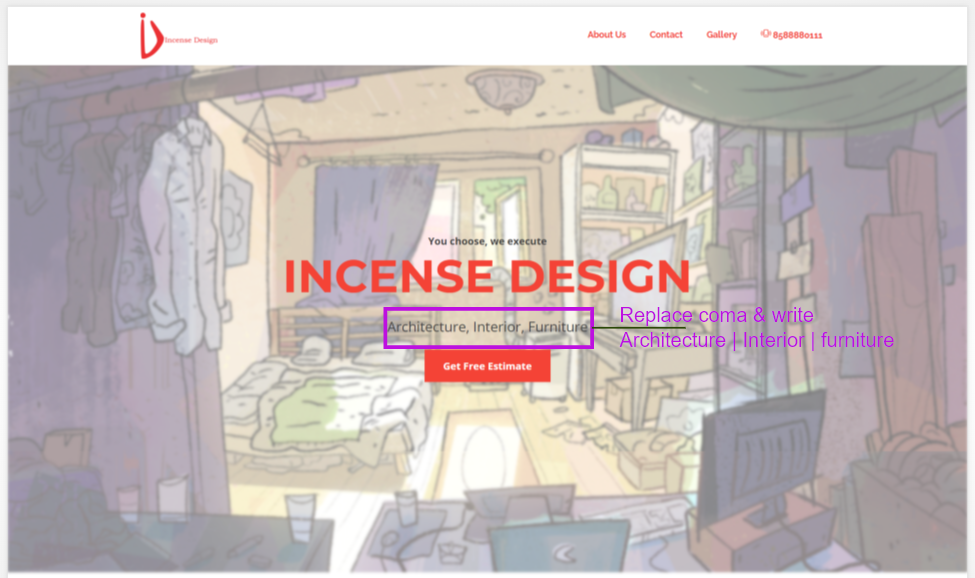 Incense Design
About Us
Contact
Gallery
8588880111
You choose, we execute
INCENSE DESIGN
Architecture, Interior, Furniture
Replace coma & write
Architecture | Interior | furniture
Get Free Estimate